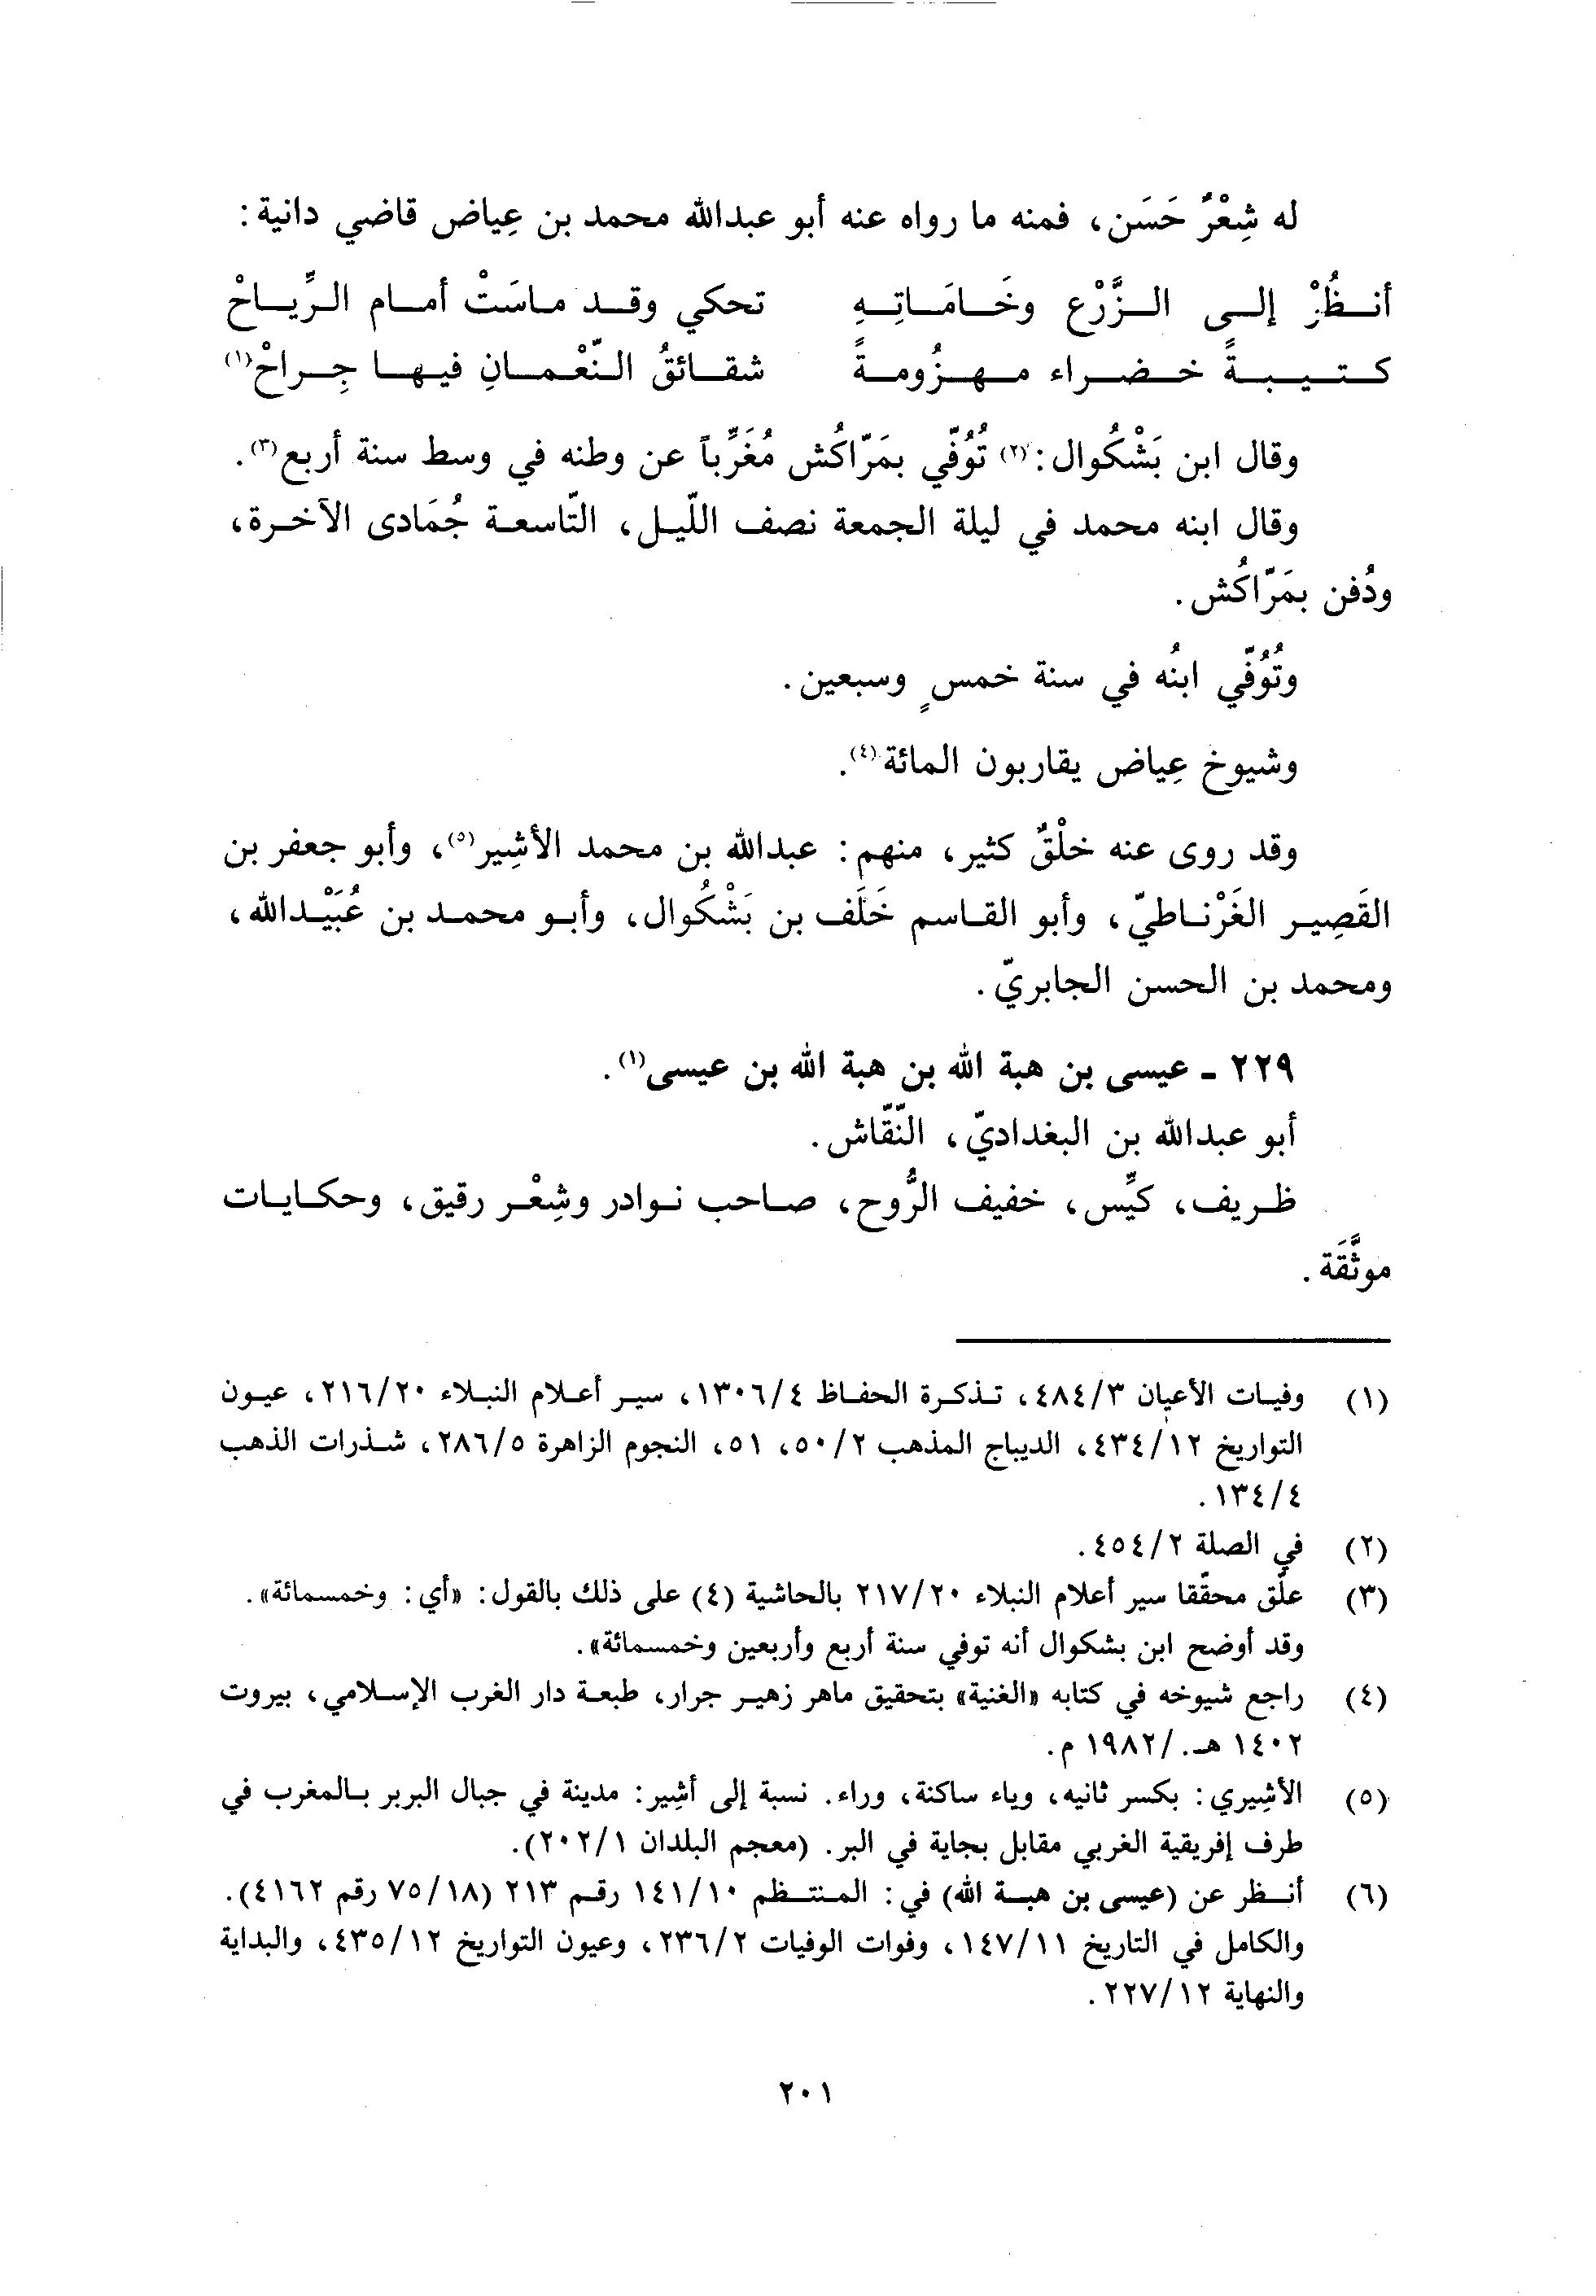 له شِعْرٌ حَسَن، فمنه ما رواه عنه أبو عبدالله محمد بن عِياض قاضي دانية:
أنظُرْ إلى الزَّرْع وخَامَاتِهِ تحكي وقد ماسَتْ أمام الرِّياحْ
كتيبةً خضراء مهزُومةً شقائقُ النّعْمانِ فيها جِراحْ(١)
وقال ابن بَشْكُوال:(٢) تُوُفّي بمَرّاكُش مُغَرِّباً عن وطنه في وسط سنة أربع(٣).
وقال ابنه محمد في ليلة الجمعة نصف اللّيل، التّاسعة جُمَادى الآخرة،
ودُفن بمَرّاكُش.
وتُوُفّي ابنُه في سنة خمسٍ وسبعين.
وشيوخ عِياض يقاربون المائة(٤).
وقد روى عنه خلْقٌ كثير، منهم: عبدالله بن محمد الأشِير(٥)، وأبو جعفر بن
القَصِير الغَرْناطيّ، وأبو القاسم خَلَف بن بَشْكُوال، وأبو محمد بن عُبَيْدالله،
ومحمد بن الحسن الجابريّ.
٢٢٩ - عيسى بن هبة الله بن هبة الله بن عيسى(١).
أبو عبدالله بن البغداديّ، النّقّاش.
ظريف، كيِّس، خفيف الرُّوح، صاحب نوادر وشِعْر رقيق، وحكايات
موثَّقَة.
(١) وفيات الأعيان ٤٨٤/٣، تذكرة الحفاظ ١٣٠٦/٤، سير أعلام النبلاء ٢١٦/٢٠، عيون
التواريخ ٤٣٤/١٢، الديباج المذهب ٥٠/٢، ٥١، النجوم الزاهرة ٢٨٦/٥، شذرات الذهب
١٣٤/٤.
(٢) في الصلة ٤٥٤/٢.
(٣) علّق محقّقا سير أعلام النبلاء ٢١٧/٢٠ بالحاشية (٤) على ذلك بالقول: «أي: وخمسمائة».
وقد أوضح ابن بشكوال أنه توفي سنة أربع وأربعين وخمسمائة».
(٤) راجع شيوخه في كتابه «الغنية» بتحقيق ماهر زهير جرار، طبعة دار الغرب الإسلامي، بيروت
١٤٠٢ هـ./١٩٨٢ م.
(٥) الأشِيري: بكسر ثانيه، وياء ساكنة، وراء. نسبة إلى أشِير: مدينة في جبال البربر بالمغرب في
طرف إفريقية الغربي مقابل بجاية في البر. (معجم البلدان ٢٠٢/١).
(٦) أنظر عن (عيسى بن هبة الله) في: المنتظم ١٤١/١٠ رقم ٢١٣ (٧٥/١٨ رقم ٤١٦٢).
والكامل في التاريخ ١٤٧/١١، وفوات الوفيات ٢٣٦/٢، وعيون التواريخ ٤٣٥/١٢، والبداية
والنهاية ٢٢٧/١٢.
٢٠١